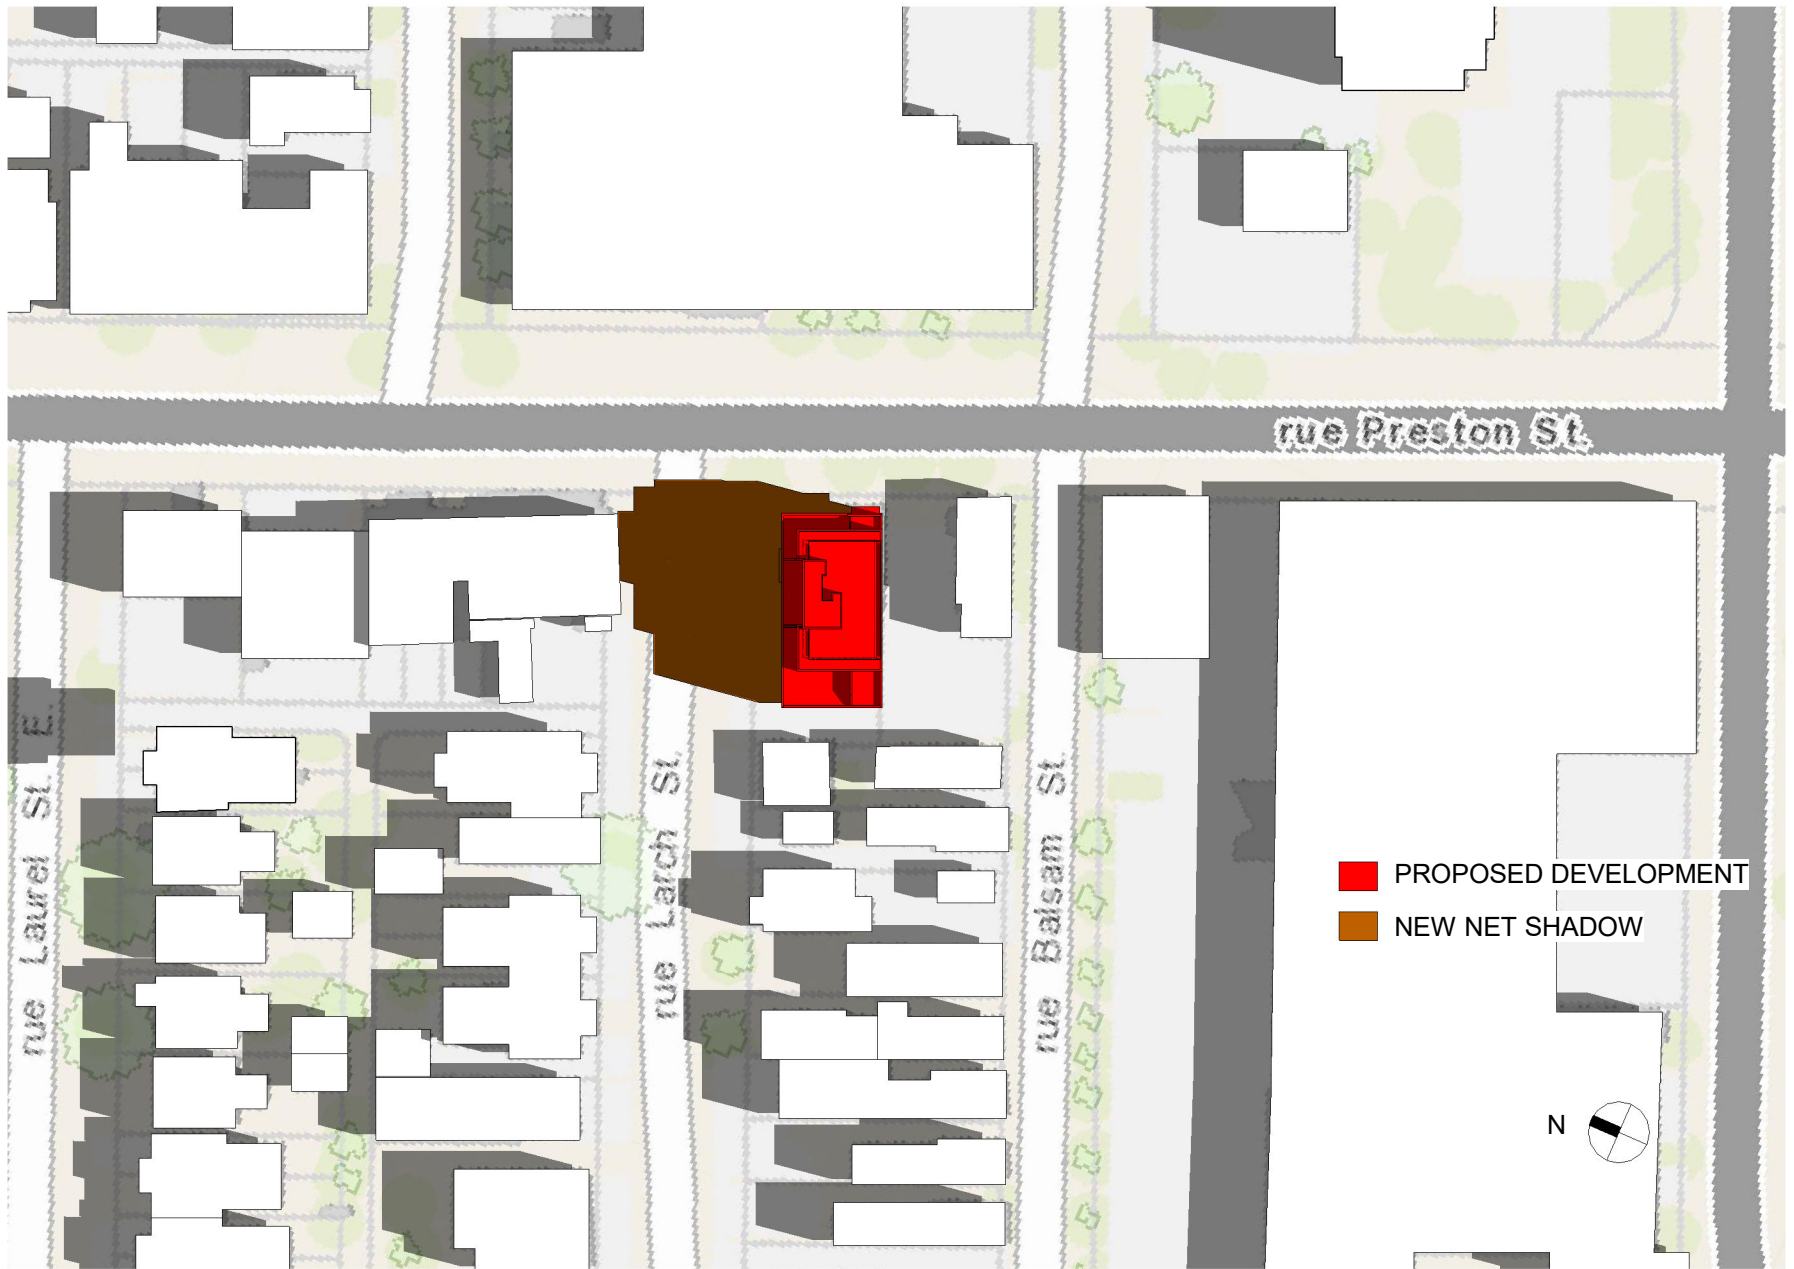 rue Preston St.
rue Laurel St. E.
rue Larch St.
rue Balsam St.
PROPOSED DEVELOPMENT
NEW NET SHADOW
N